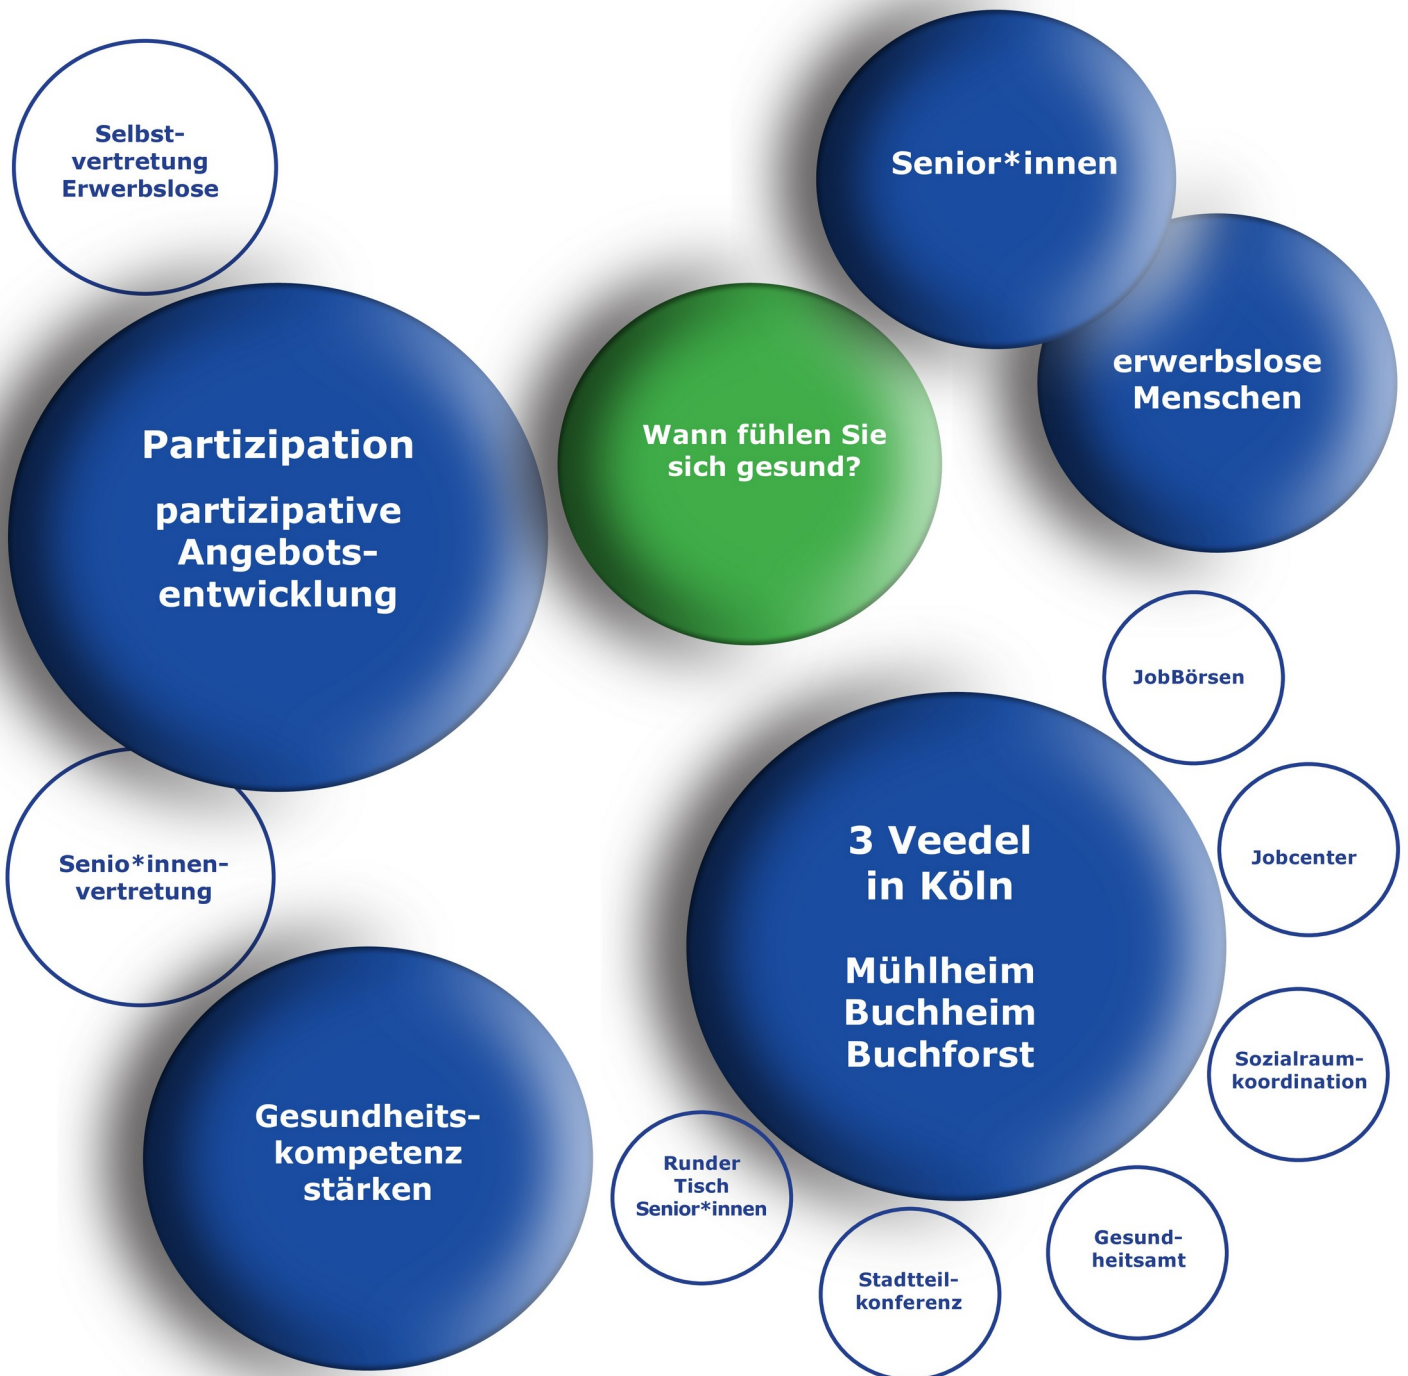 Selbst-
vertretung
Erwerbslose
Senior*innen
erwerbslose
Menschen
Partizipation
partizipative
Angebots-
entwicklung
Wann fühlen Sie
sich gesund?
JobBörsen
3 Veedel
in Köln
Mühlheim
Buchheim
Buchforst
Jobcenter
Senio*innen-
vertretung
Sozialraum-
koordination
Gesundheits-
kompetenz
stärken
Runder
Tisch
Senior*innen
Stadtteil-
konferenz
Gesund-
heitsamt